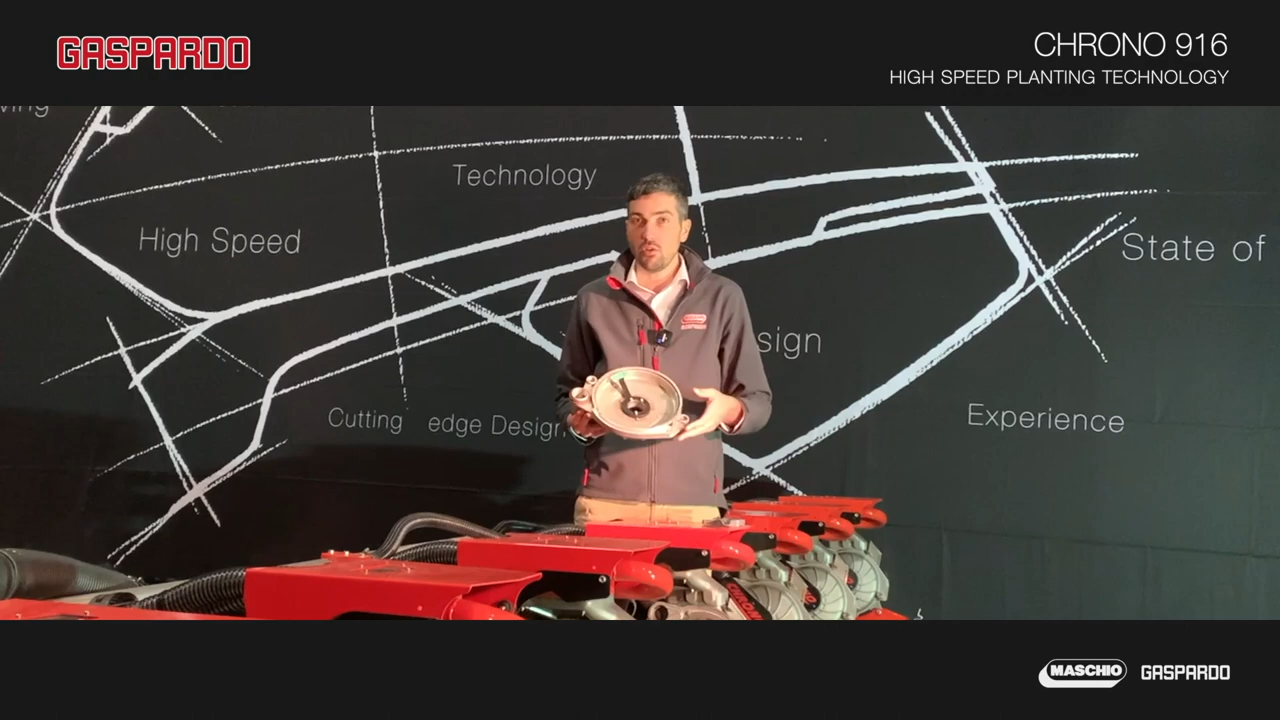 GASPARDO
CHRONO 916
HIGH SPEED PLANTING TECHNOLOGY
Technology
High Speed
State of
sign
Cutting edge Design
Experience
MASCHIO GASPARDO